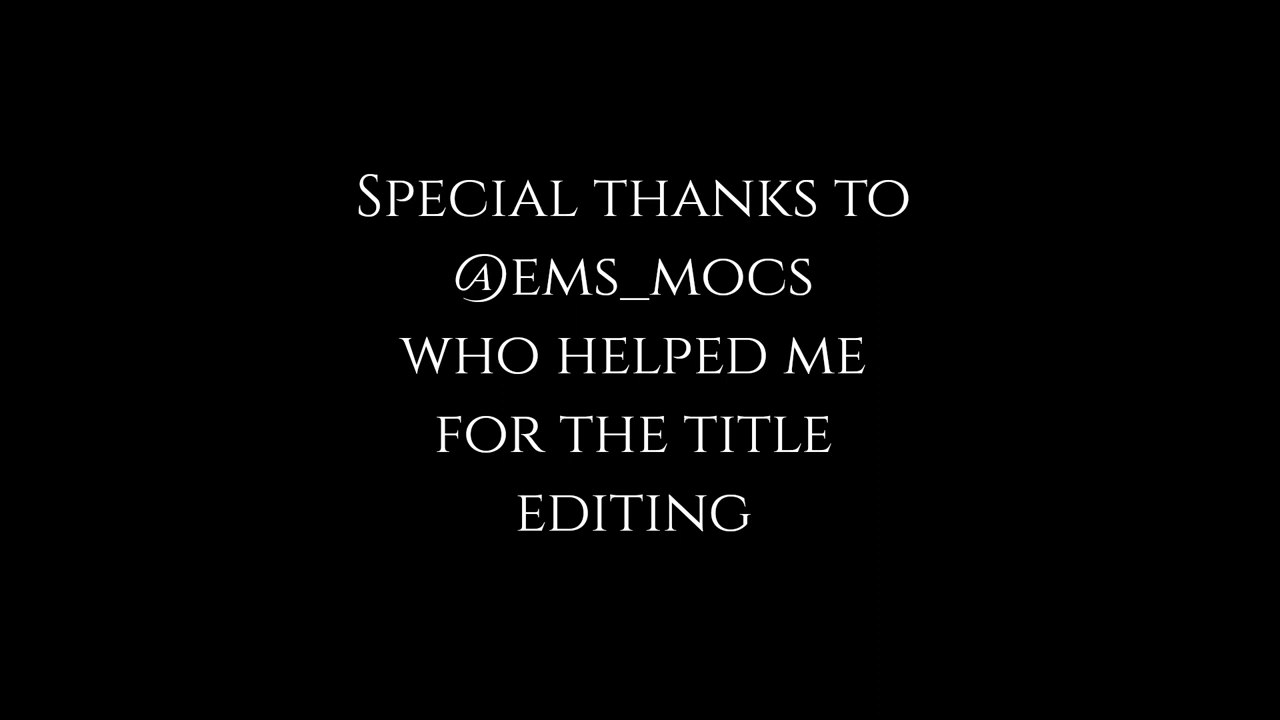 Special thanks to
@ems_mocs
who helped me
for the title
editing